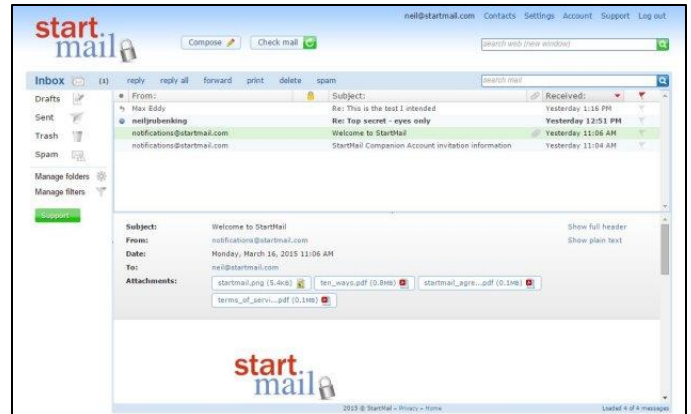 neil@startmail.com Contacts Settings Account Support Log out
start
mail
Compose Check mail search web (new window)
Inbox (1) reply reply all forward print delete spam search mail
Drafts
Sent
Trash
Spam
Manage folders
Manage filters
Support
From: Subject: Received:
Max Eddy Re: This is the test I intended Yesterday 1:16 PM
neiljrubenking Re: Top secret - eyes only Yesterday 12:51 PM
notifications@startmail.com Welcome to StartMail Yesterday 11:06 AM
notifications@startmail.com StartMail Companion Account invitation information Yesterday 11:04 AM
Subject: Welcome to StartMail Show full header
From: notifications@startmail.com Show plain text
Date: Monday, March 16, 2015 11:06 AM
To: neil@startmail.com
Attachments: startmail.png (5.4KB) ten_ways.pdf (0.8MB) startmail_agre...pdf (0.1MB)
terms_of_servi...pdf (0.1MB)
start
mail
2015 © StartMail - Privacy - Home Loaded 4 of 4 messages